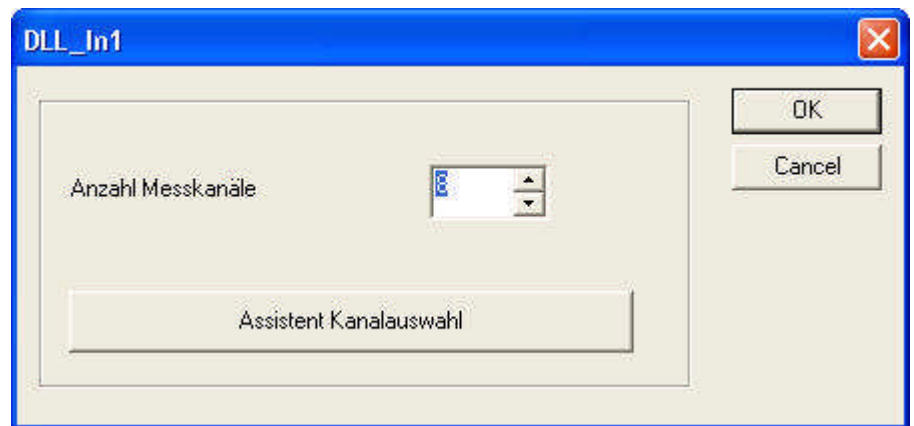 DLL_In1
OK
Cancel
Anzahl Messkanäle
8
Assistent Kanalauswahl